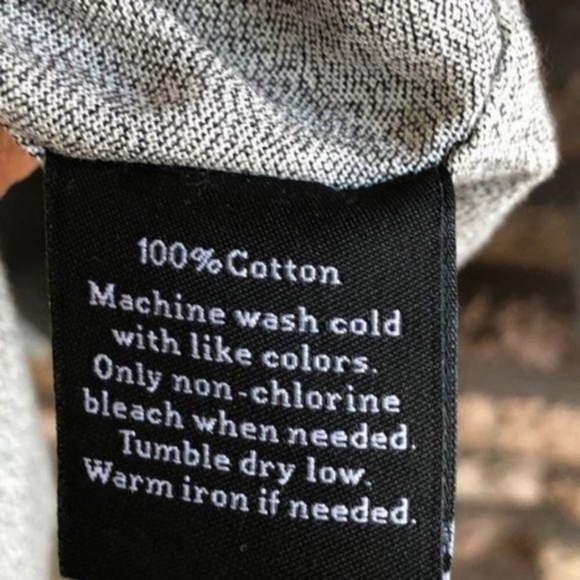 100% Cotton
Machine wash cold
with like colors.
Only non-chlorine
bleach when needed.
Tumble dry low.
Warm iron if needed.